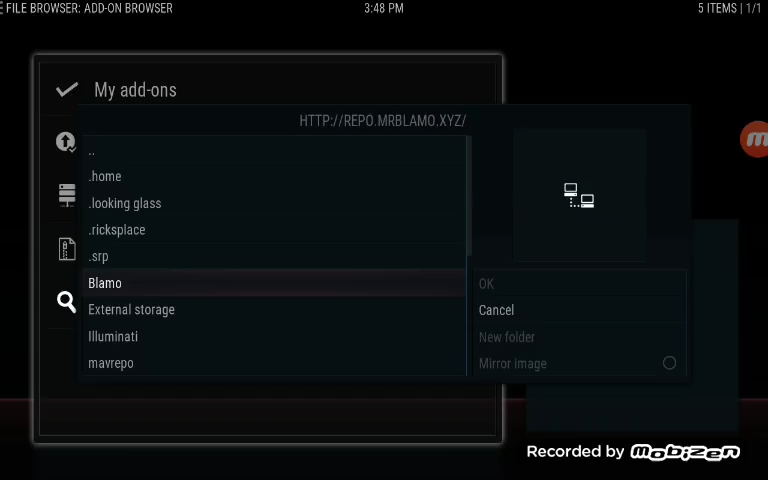 FILE BROWSER: ADD-ON BROWSER
3:48 PM
5 ITEMS | 1/1
My add-ons
HTTP://REPO.MRBLAMO.XYZ/
..
.home
.looking glass
.ricksplace
.srp
Blamo
External storage
Illuminati
mavrepo
OK
Cancel
New folder
Mirror image
m
Recorded by mobizen